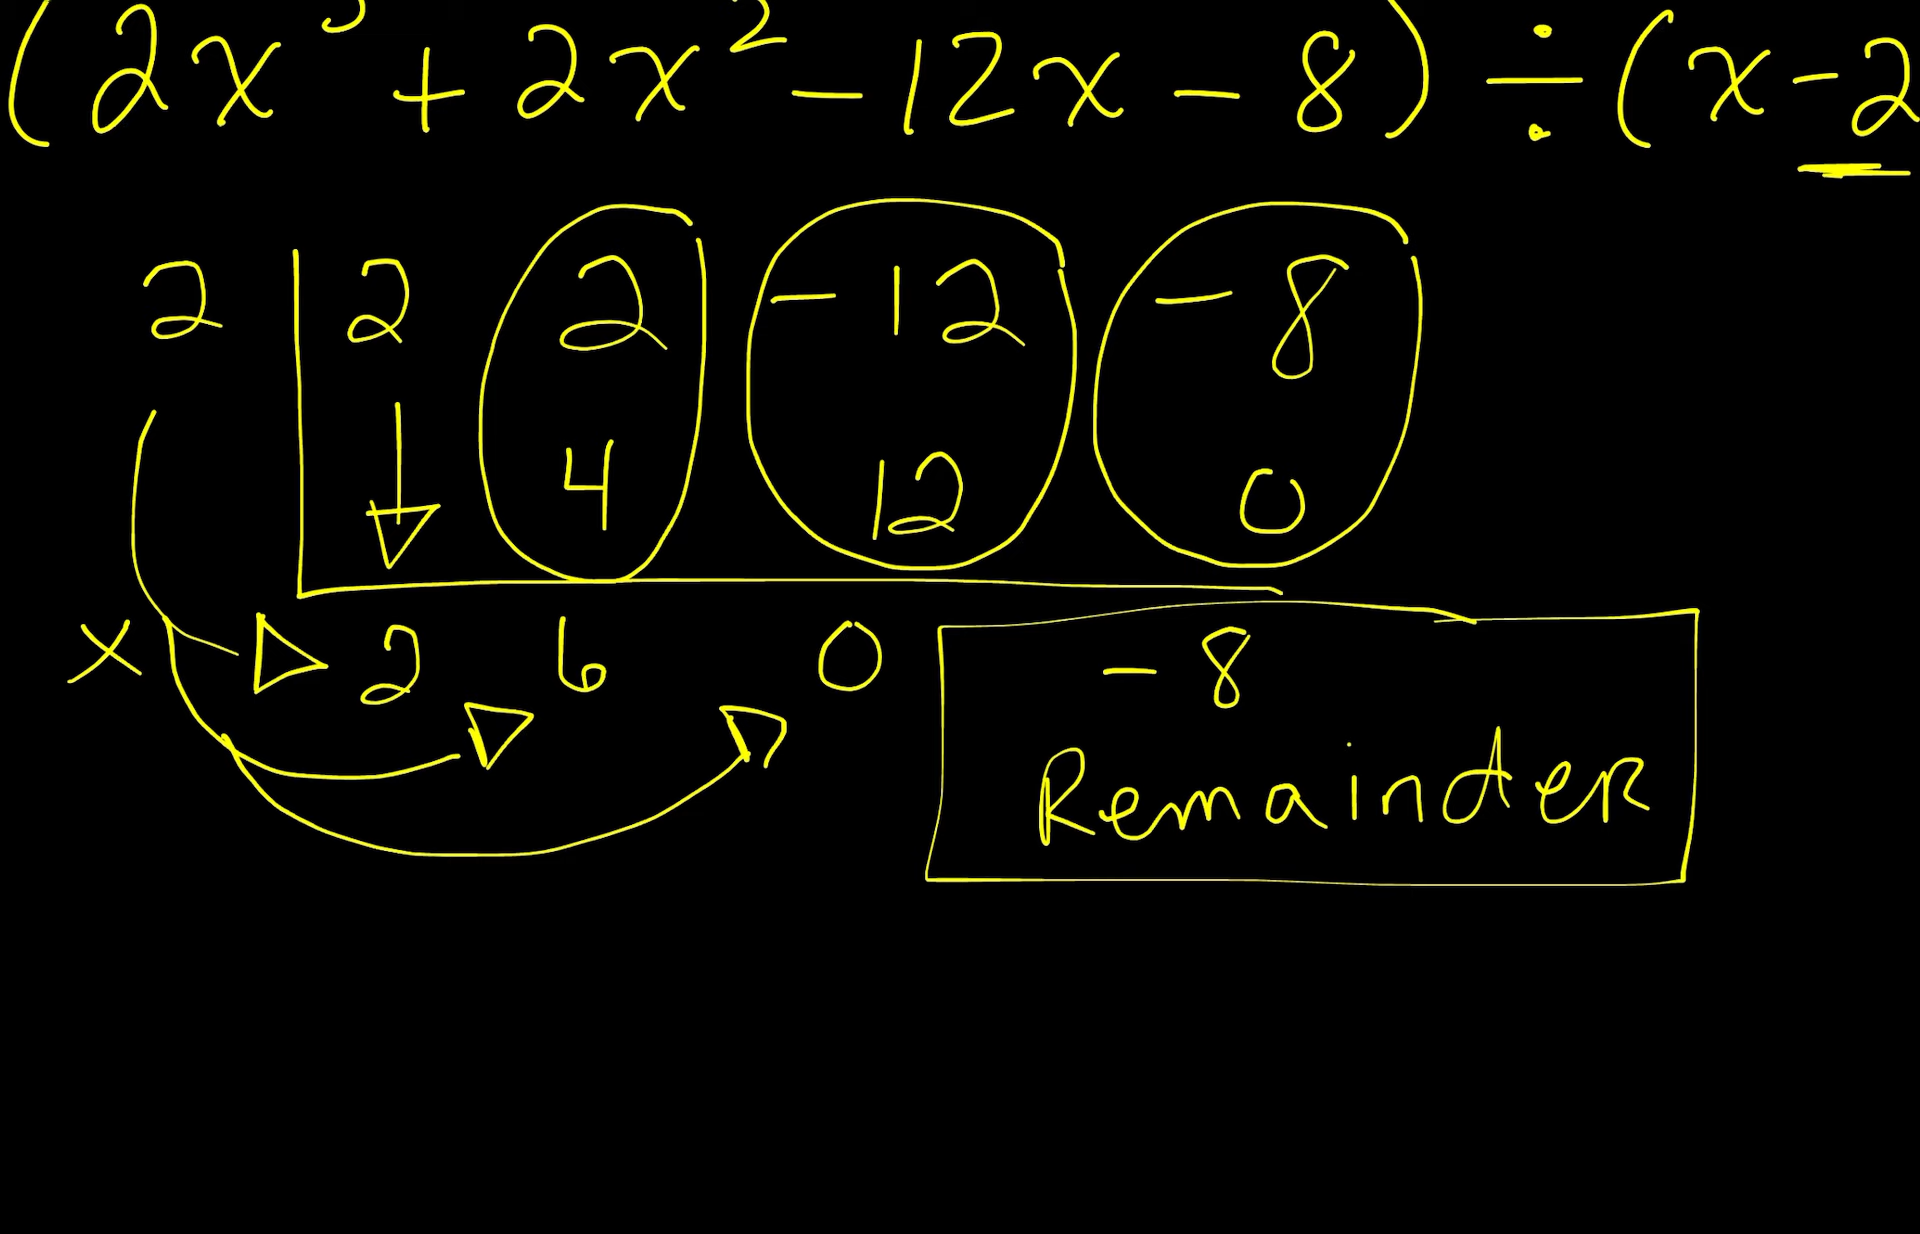 (2x³ + 2x² - 12x - 8) ÷ (x - 2
2 2 2 -12 -8
4 12 0
x 2 6 0 -8
Remainder